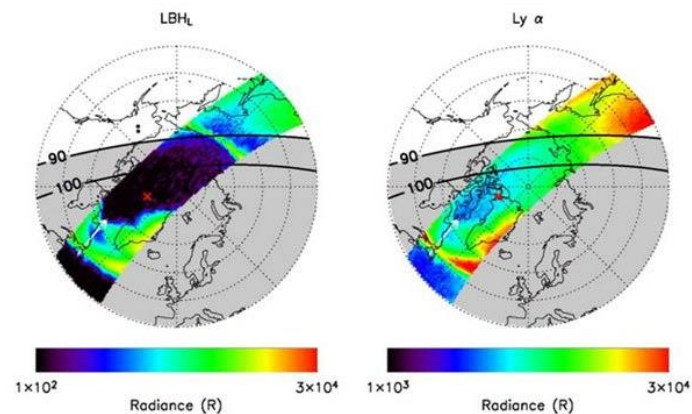 LBHL
Ly α
90
100
90
100
1×10²
3×10⁴
1×10³
3×10⁴
Radiance (R)
Radiance (R)